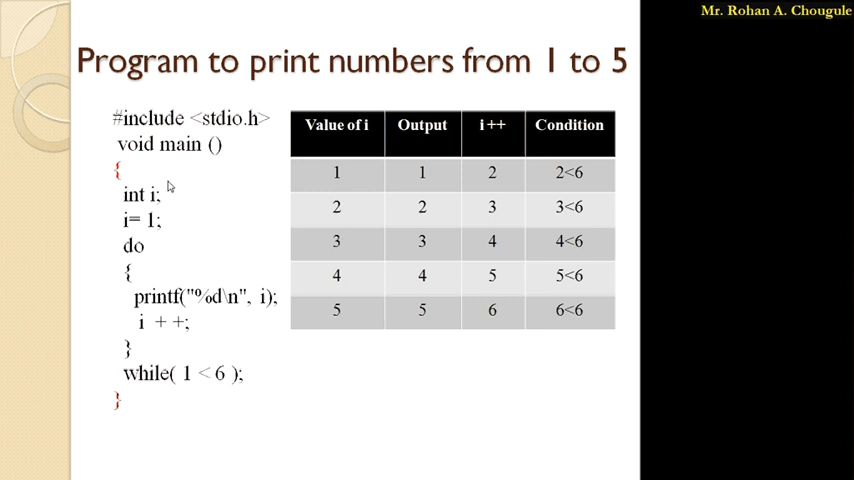 Mr. Rohan A. Chougule
Program to print numbers from 1 to 5
#include <stdio.h>
void main ()
{
int i;
i= 1;
do
{
printf("%d\n", i);
i + +;
}
while( 1 < 6 );
}
Value of i Output i ++ Condition
1 1 2 2<6
2 2 3 3<6
3 3 4 4<6
4 4 5 5<6
5 5 6 6<6